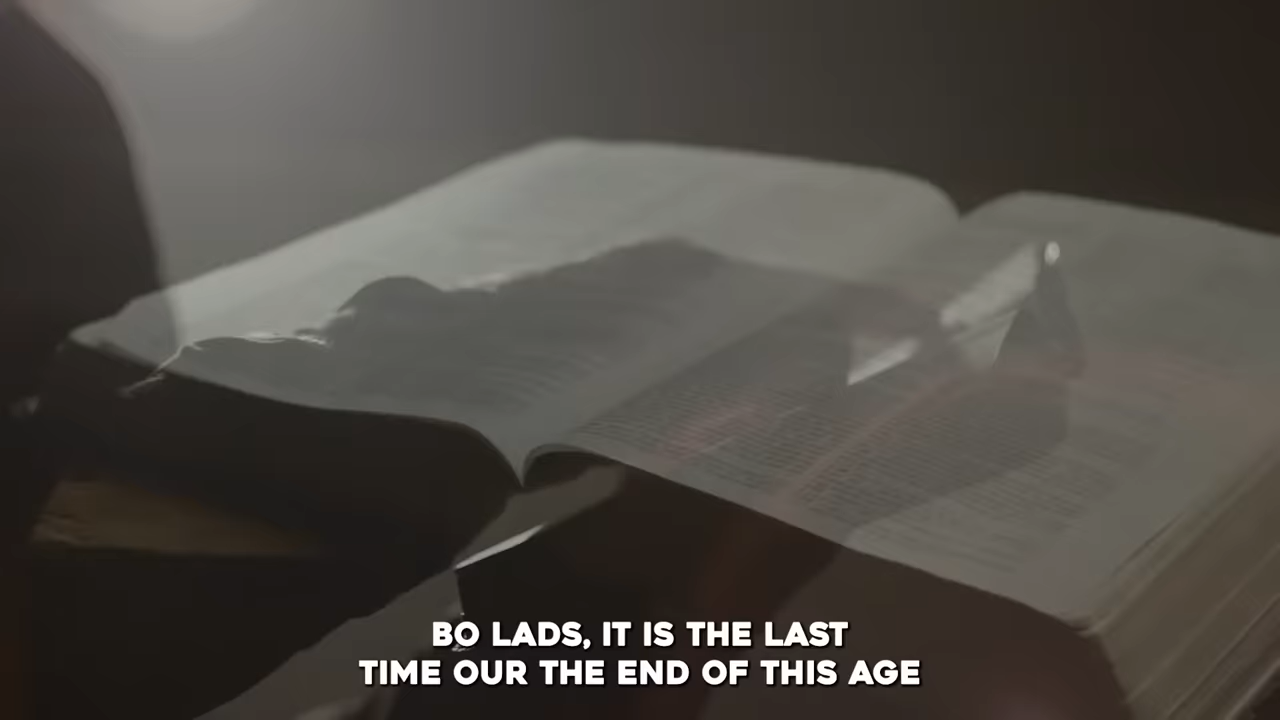 BO LADS, IT IS THE LAST
TIME OUR THE END OF THIS AGE